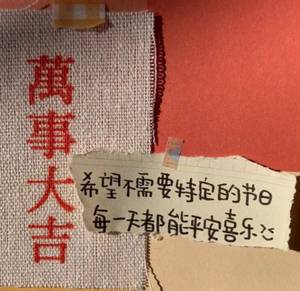 萬事大吉
希望不需要特定的节日
每一天都能平安喜乐